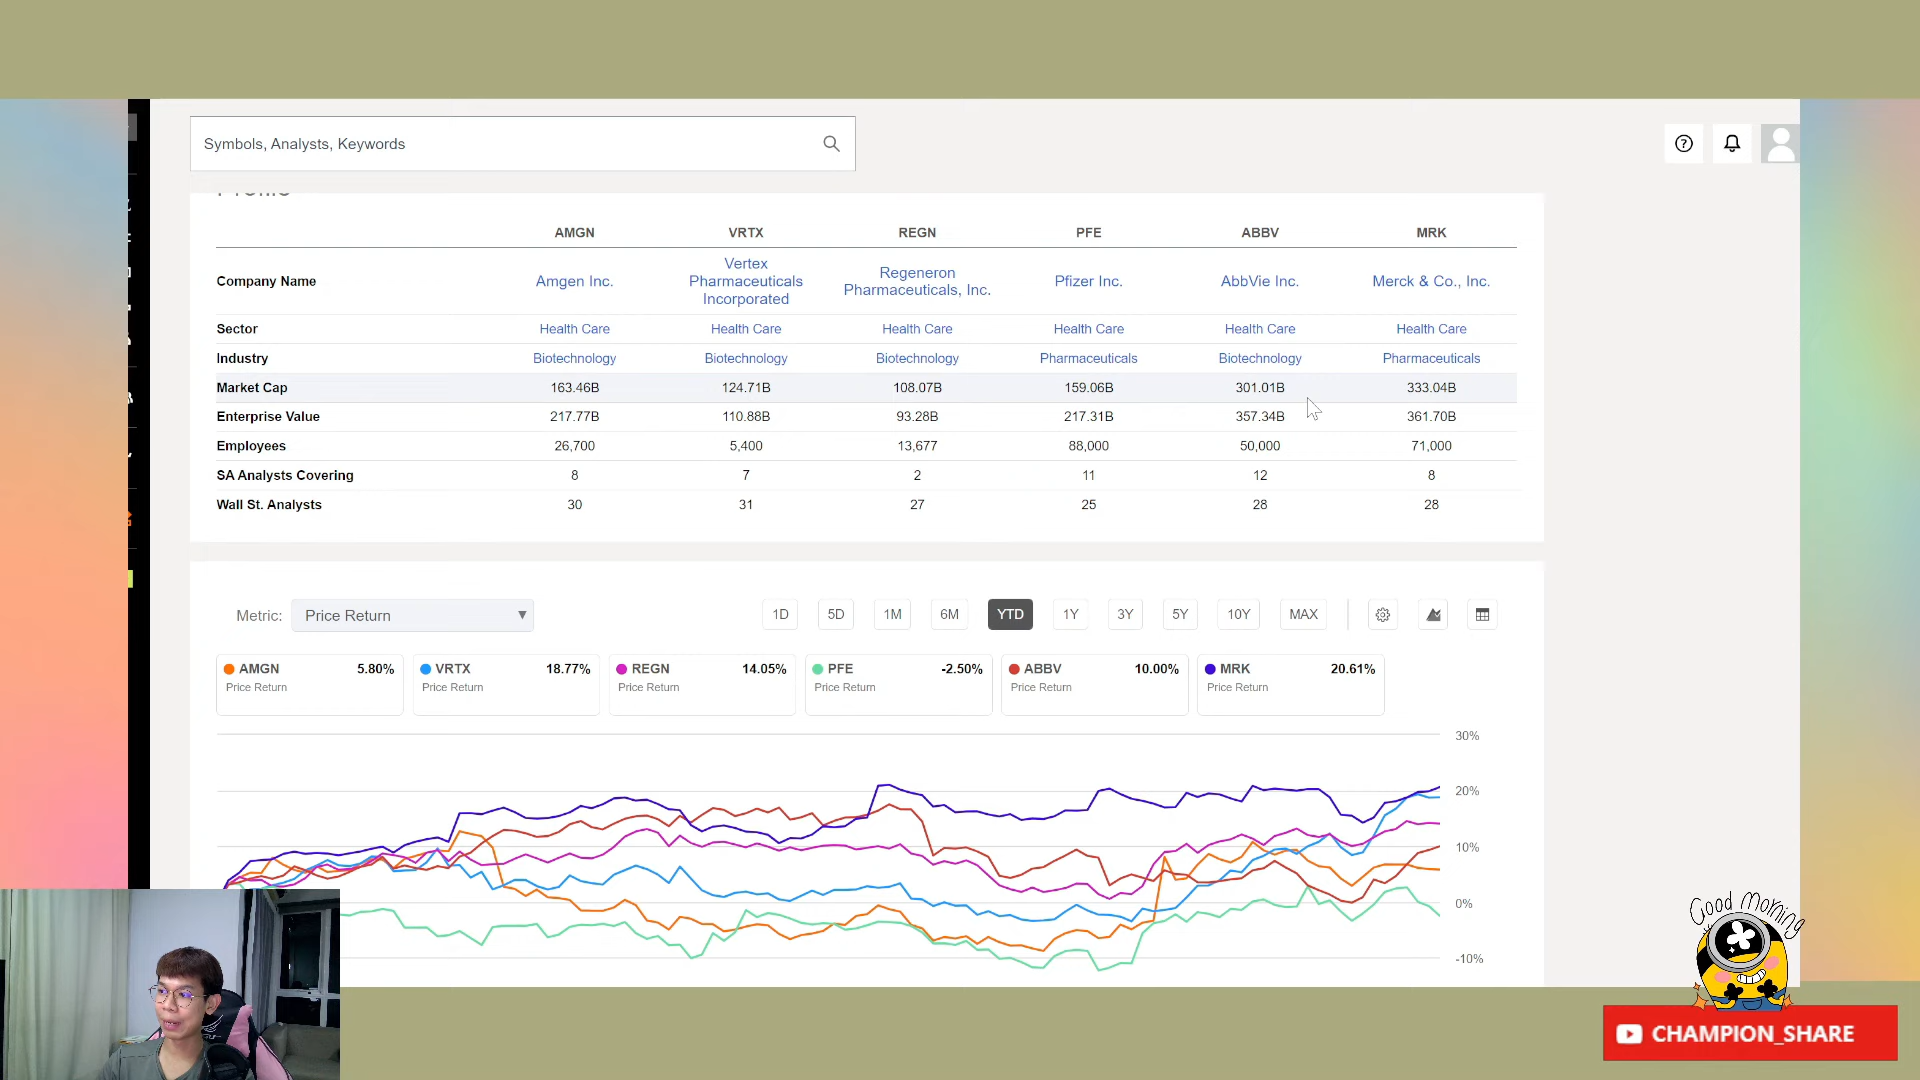 Symbols, Analysts, Keywords
AMGN VRTX REGN PFE ABBV MRK
Company Name Amgen Inc. Vertex Pharmaceuticals Incorporated Regeneron Pharmaceuticals, Inc. Pfizer Inc. AbbVie Inc. Merck & Co., Inc.
Sector Health Care Health Care Health Care Health Care Health Care Health Care
Industry Biotechnology Biotechnology Biotechnology Pharmaceuticals Biotechnology Pharmaceuticals
Market Cap 163.46B 124.71B 108.07B 159.06B 301.01B 333.04B
Enterprise Value 217.77B 110.88B 93.28B 217.31B 357.34B 361.70B
Employees 26,700 5,400 13,677 88,000 50,000 71,000
SA Analysts Covering 8 7 2 11 12 8
Wall St. Analysts 30 31 27 25 28 28
Metric: Price Return 1D 5D 1M 6M YTD 1Y 3Y 5Y 10Y MAX
AMGN 5.80% VRTX 18.77% REGN 14.05% PFE -2.50% ABBV 10.00% MRK 20.61%
Price Return Price Return Price Return Price Return Price Return Price Return
30%
20%
10%
0%
-10%
Good Morning
CHAMPION_SHARE